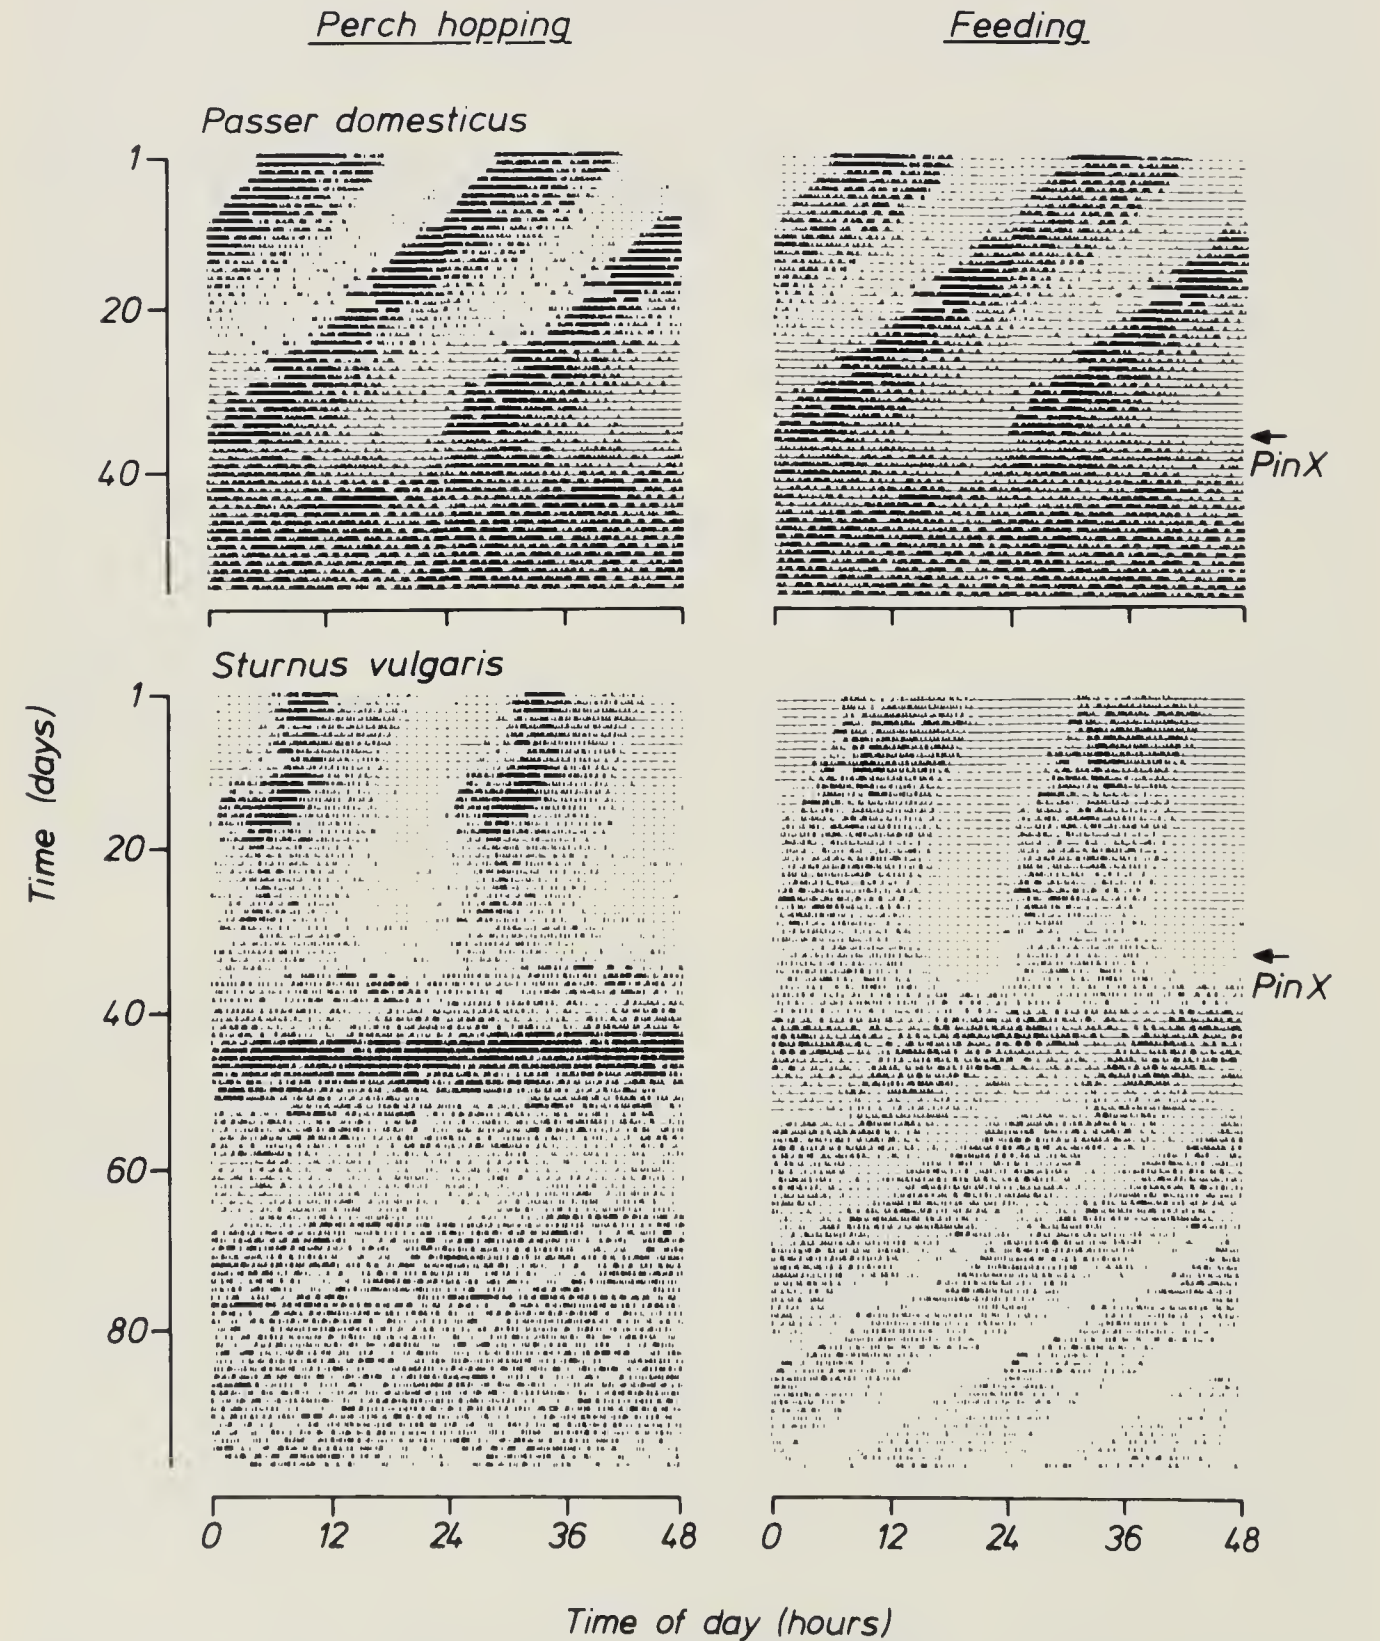 Perch hopping
Feeding
Passer domesticus
1
20
40
PinX
Sturnus vulgaris
1
20
40
60
80
PinX
Time (days)
0 12 24 36 48
0 12 24 36 48
Time of day (hours)